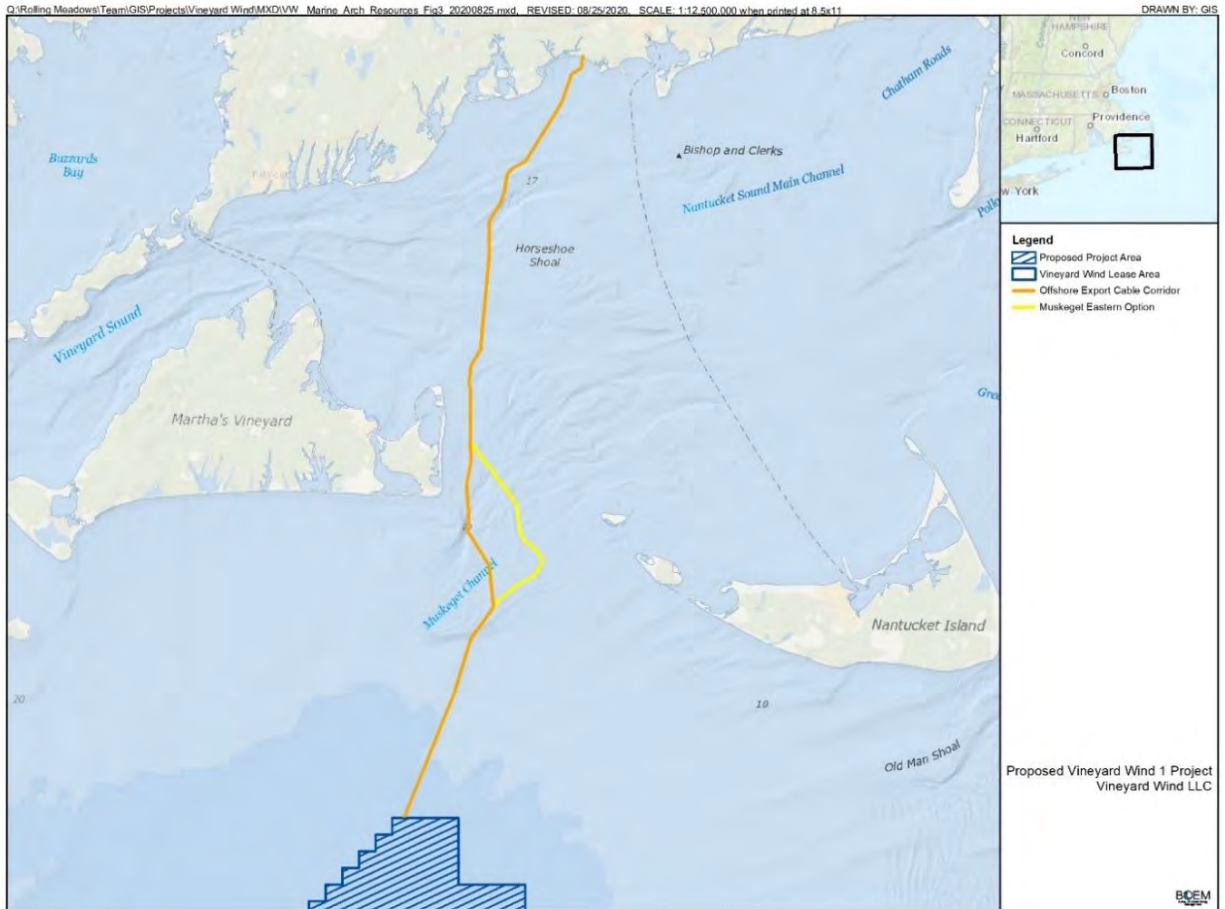 Q:\Rolling Meadows\Team\GIS\Projects\Vineyard Wind\MXD\VW_Marine_Arch_Resources_Fig3_20200825.mxd, REVISED: 08/25/2020, SCALE: 1:12,500,000 when printed at 8.5x11
DRAWN BY: GIS
NEW
HAMPSHIRE
Concord
MASSACHUSETTS
Boston
CONNECTICUT
Providence
Hartford
w York
Chatham Roads
Buzzards
Bay
Bishop and Clerks
17
Nantucket Sound Main Channel
Horseshoe
Shoal
Legend
Proposed Project Area
Vineyard Wind Lease Area
Offshore Export Cable Corridor
Muskeget Eastern Option
Vineyard Sound
Gre
Martha's Vineyard
Muskeget Channel
Nantucket Island
20
10
Old Man Shoal
Proposed Vineyard Wind 1 Project
Vineyard Wind LLC
BOEM